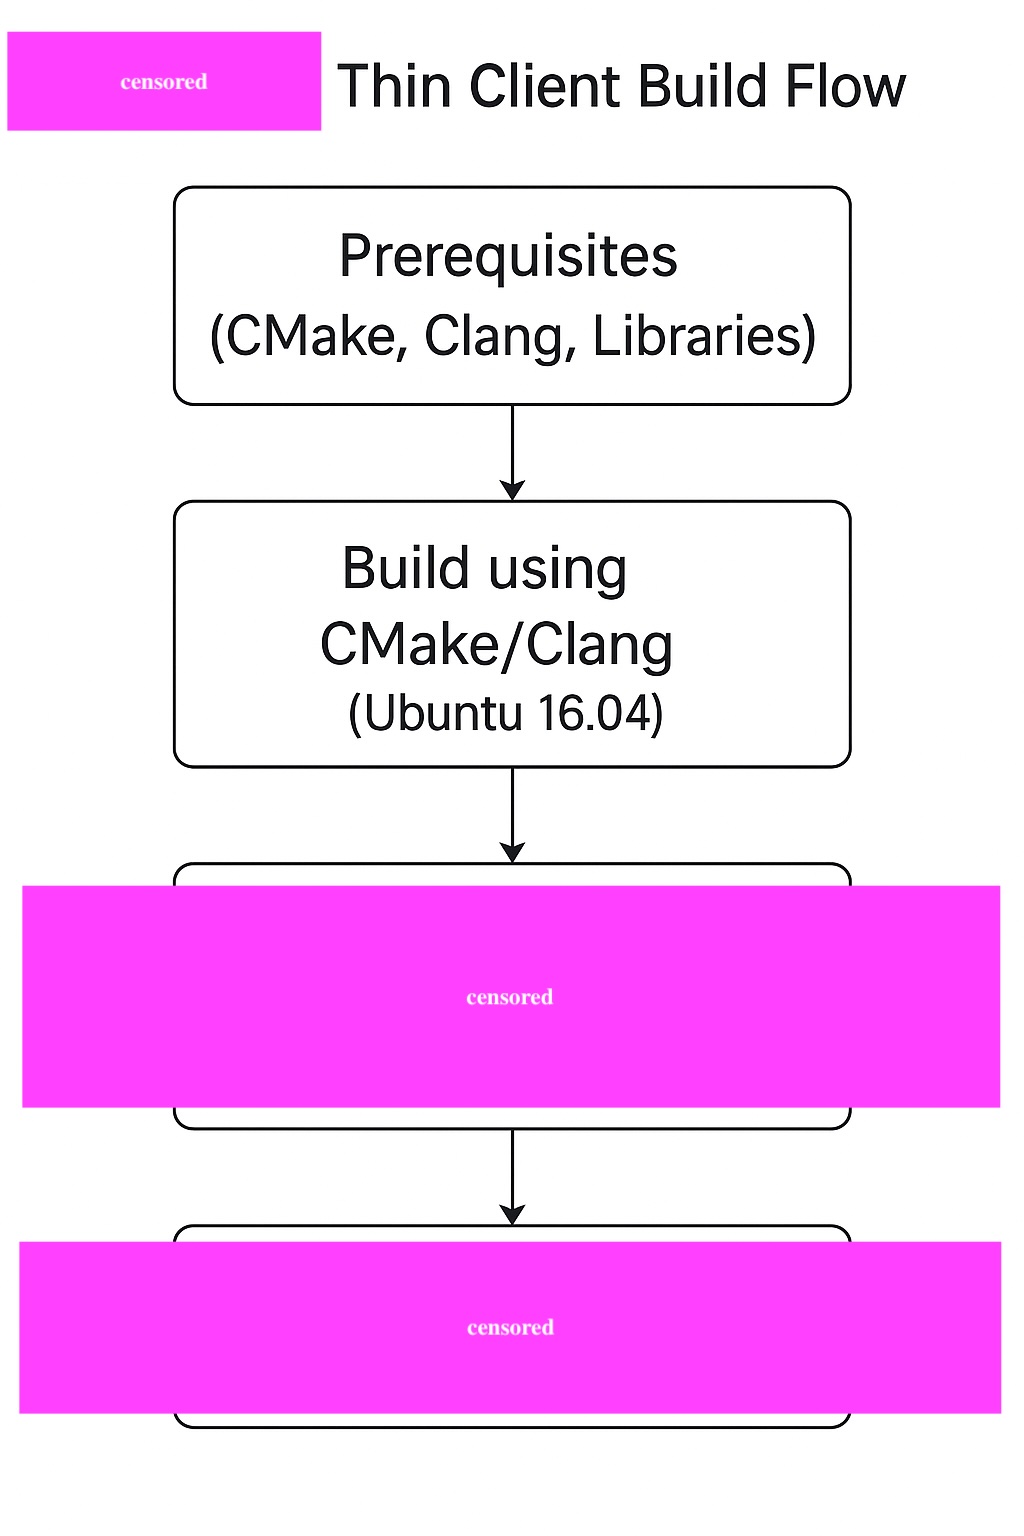 censored Thin Client Build Flow
Prerequisites
(CMake, Clang, Libraries)
Build using
CMake/Clang
(Ubuntu 16.04)
censored
censored